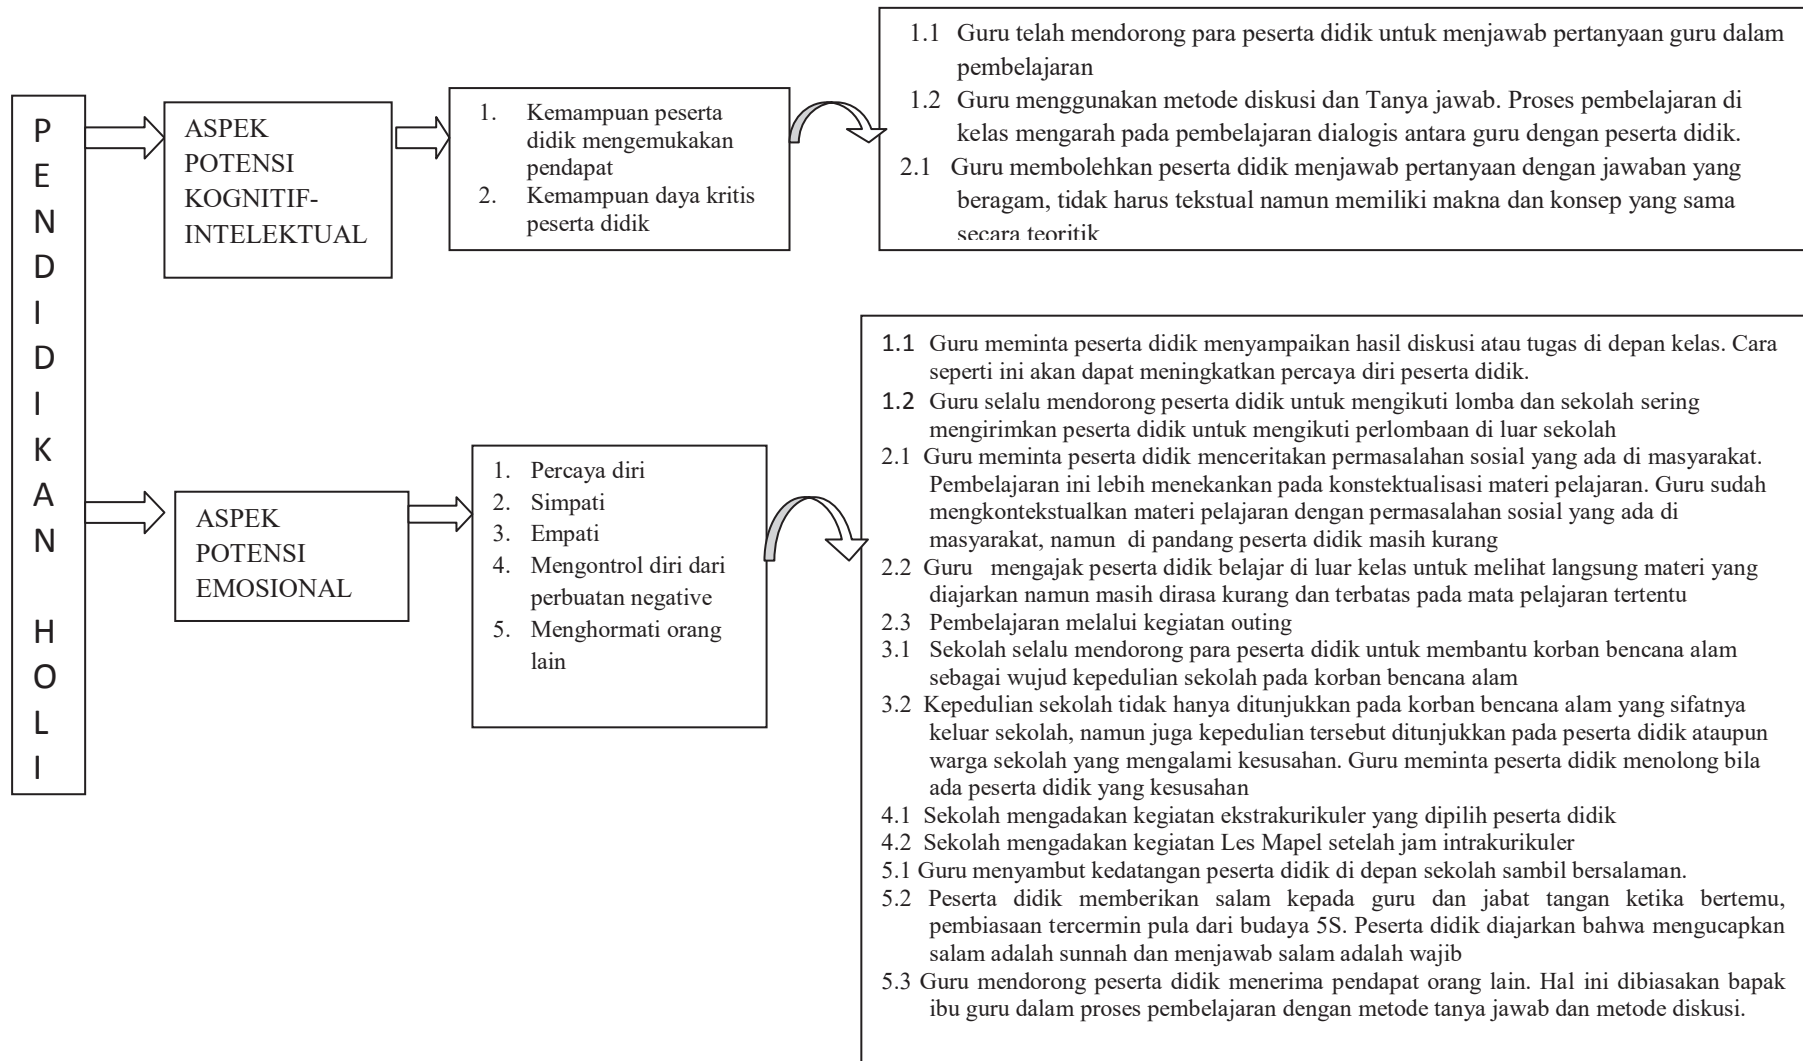 PENDIDIKAN HOLI
ASPEK
POTENSI
KOGNITIF-
INTELEKTUAL
1. Kemampuan peserta
didik mengemukakan
pendapat
2. Kemampuan daya kritis
peserta didik
1.1 Guru telah mendorong para peserta didik untuk menjawab pertanyaan guru dalam
pembelajaran
1.2 Guru menggunakan metode diskusi dan Tanya jawab. Proses pembelajaran di
kelas mengarah pada pembelajaran dialogis antara guru dengan peserta didik.
2.1 Guru membolehkan peserta didik menjawab pertanyaan dengan jawaban yang
beragam, tidak harus tekstual namun memiliki makna dan konsep yang sama
secara teoritik
ASPEK
POTENSI
EMOSIONAL
1. Percaya diri
2. Simpati
3. Empati
4. Mengontrol diri dari
perbuatan negative
5. Menghormati orang
lain
1.1 Guru meminta peserta didik menyampaikan hasil diskusi atau tugas di depan kelas. Cara
seperti ini akan dapat meningkatkan percaya diri peserta didik.
1.2 Guru selalu mendorong peserta didik untuk mengikuti lomba dan sekolah sering
mengirimkan peserta didik untuk mengikuti perlombaan di luar sekolah
2.1 Guru meminta peserta didik menceritakan permasalahan sosial yang ada di masyarakat.
Pembelajaran ini lebih menekankan pada konstektualisasi materi pelajaran. Guru sudah
mengkontekstualkan materi pelajaran dengan permasalahan sosial yang ada di
masyarakat, namun di pandang peserta didik masih kurang
2.2 Guru mengajak peserta didik belajar di luar kelas untuk melihat langsung materi yang
diajarkan namun masih dirasa kurang dan terbatas pada mata pelajaran tertentu
2.3 Pembelajaran melalui kegiatan outing
3.1 Sekolah selalu mendorong para peserta didik untuk membantu korban bencana alam
sebagai wujud kepedulian sekolah pada korban bencana alam
3.2 Kepedulian sekolah tidak hanya ditunjukkan pada korban bencana alam yang sifatnya
keluar sekolah, namun juga kepedulian tersebut ditunjukkan pada peserta didik ataupun
warga sekolah yang mengalami kesusahan. Guru meminta peserta didik menolong bila
ada peserta didik yang kesusahan
4.1 Sekolah mengadakan kegiatan ekstrakurikuler yang dipilih peserta didik
4.2 Sekolah mengadakan kegiatan Les Mapel setelah jam intrakurikuler
5.1 Guru menyambut kedatangan peserta didik di depan sekolah sambil bersalaman.
5.2 Peserta didik memberikan salam kepada guru dan jabat tangan ketika bertemu,
pembiasaan tercermin pula dari budaya 5S. Peserta didik diajarkan bahwa mengucapkan
salam adalah sunnah dan menjawab salam adalah wajib
5.3 Guru mendorong peserta didik menerima pendapat orang lain. Hal ini dibiasakan bapak
ibu guru dalam proses pembelajaran dengan metode tanya jawab dan metode diskusi.